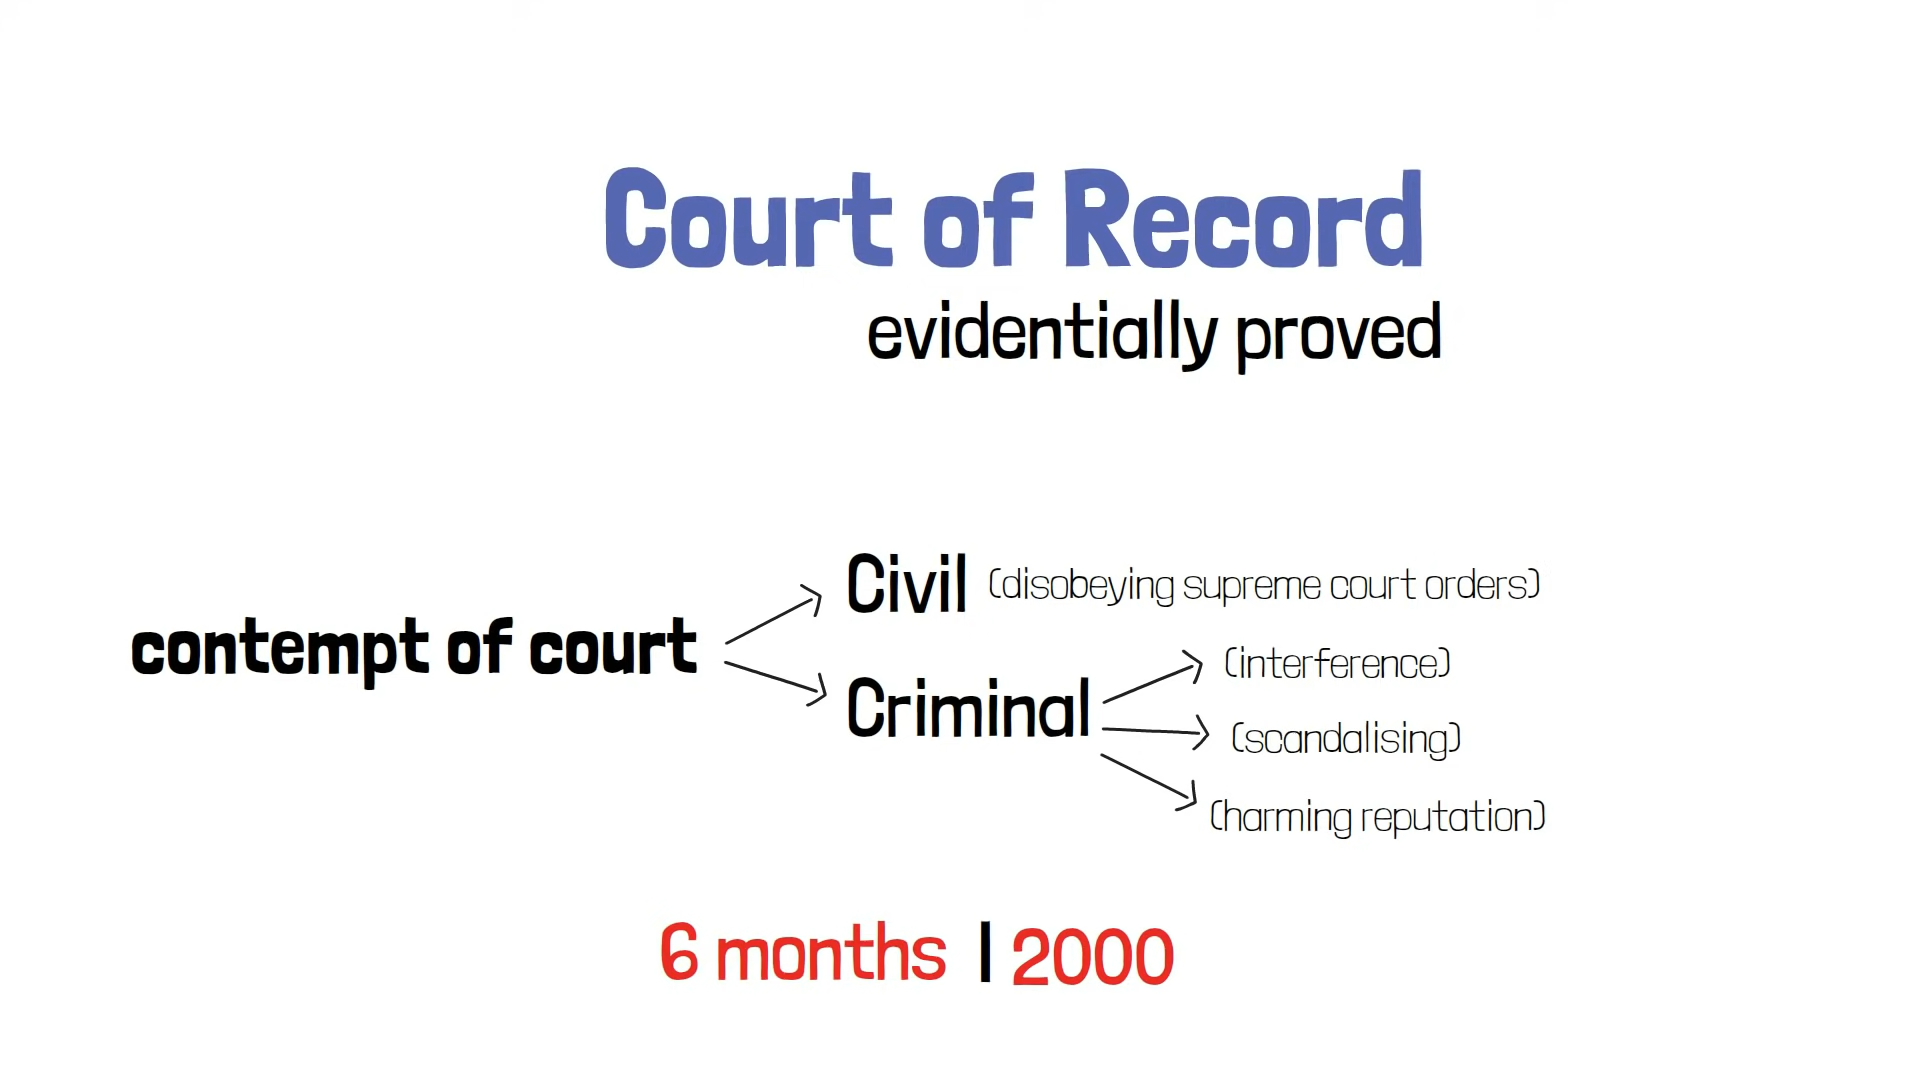 Court of Record
evidentially proved
contempt of court
Civil (disobeying supreme court orders)
Criminal
(interference)
(scandalising)
(harming reputation)
6 months | 2000